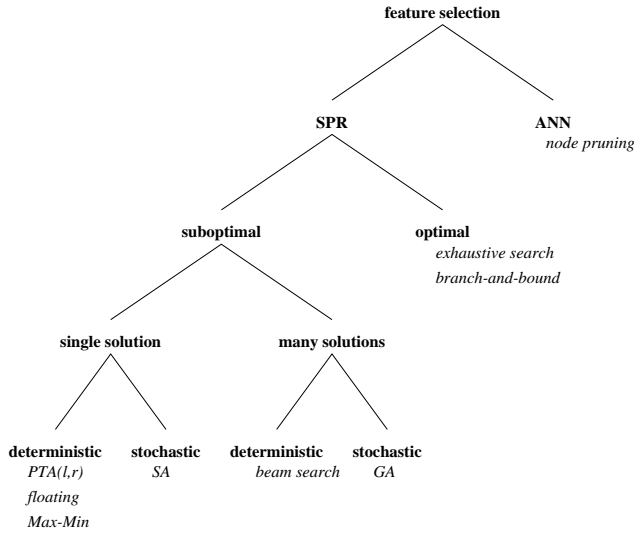 feature selection
SPR
ANN
node pruning
suboptimal
optimal
exhaustive search
branch-and-bound
single solution
many solutions
deterministic
PTA(l,r)
floating
Max-Min
stochastic
SA
deterministic
beam search
stochastic
GA